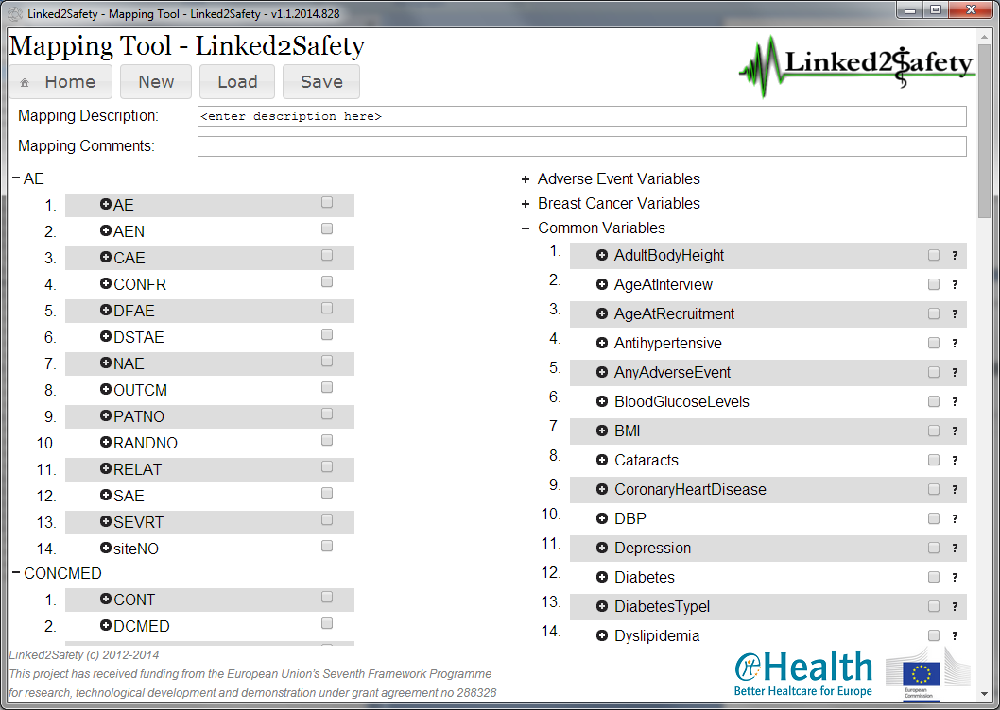 Linked2Safety - Mapping Tool - Linked2Safety - v1.1.2014.828
Mapping Tool - Linked2Safety
Linked2Safety
Home New Load Save
Mapping Description: <enter description here>
Mapping Comments:
− AE
1. AE
2. AEN
3. CAE
4. CONFR
5. DFAE
6. DSTAE
7. NAE
8. OUTCM
9. PATNO
10. RANDNO
11. RELAT
12. SAE
13. SEVRT
14. siteNO
− CONCMED
1. CONT
2. DCMED
+ Adverse Event Variables
+ Breast Cancer Variables
− Common Variables
1. AdultBodyHeight ?
2. AgeAtInterview ?
3. AgeAtRecruitment ?
4. Antihypertensive ?
5. AnyAdverseEvent ?
6. BloodGlucoseLevels ?
7. BMI ?
8. Cataracts ?
9. CoronaryHeartDisease ?
10. DBP ?
11. Depression ?
12. Diabetes ?
13. DiabetesTypeI ?
14. Dyslipidemia ?
Linked2Safety (c) 2012-2014
This project has received funding from the European Union's Seventh Framework Programme
for research, technological development and demonstration under grant agreement no 288328
eHealth
Better Healthcare for Europe
European
Commission